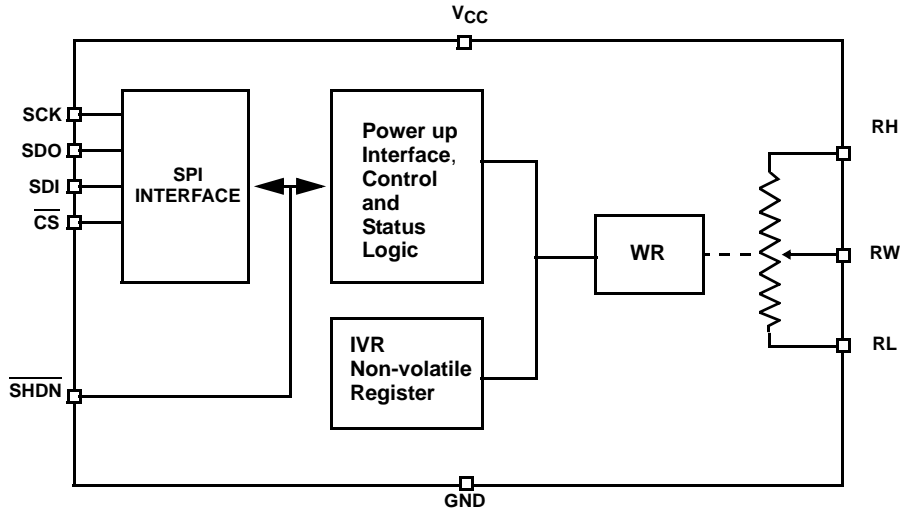 VCC
SCK
SDO
SDI
CS
SHDN
SPI
INTERFACE
Power up
Interface,
Control
and
Status
Logic
IVR
Non-volatile
Register
WR
RH
RW
RL
GND